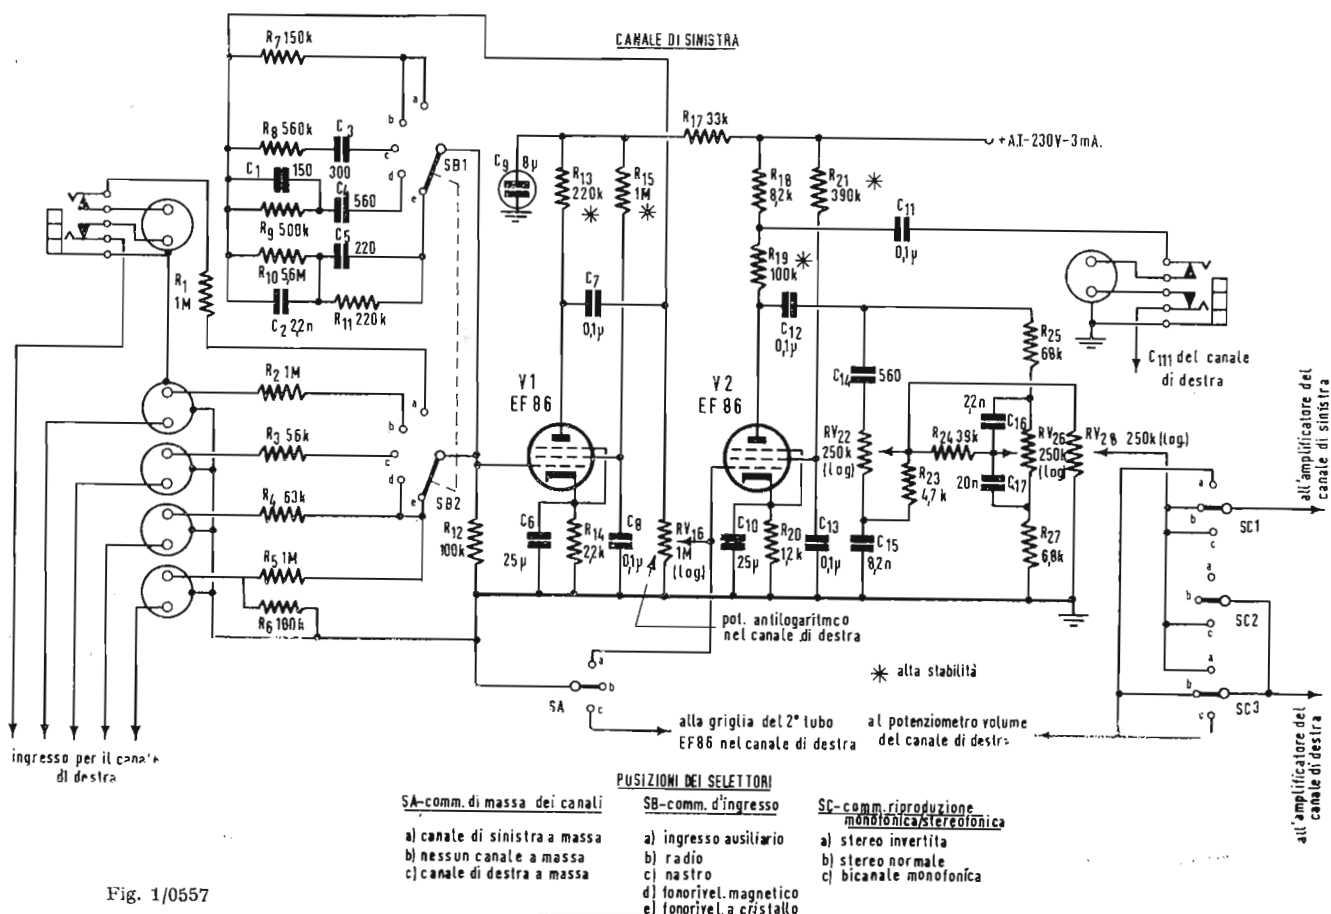 CANALE DI SINISTRA
R7 150k
a
b
R8 560k
C3
300
c
C1
150
d
SB1
C4
560
R9 500k
e
C5
220
R10 5,6M
C2 2,2n
R11 220k
R1
1M
C9 8µ
R13
220k
*
R15
1M
*
R17 33k
+A.T-230V-3mA.
R18
8,2k
R21
390k
*
C11
0,1µ
R19
100k
*
C7
0,1µ
C12
0,1µ
R25
68k
C111 del canale
di destra
R2 1M
a
b
R3 56k
c
d
R4 63k
e
SB2
R5 1M
R6 100k
R12
100k
V1
EF 86
V2
EF 86
C14
560
RV22
250k
(log)
R24 39k
R23
4,7k
2,2n
C16
C17
20n
RV26
250k
(log)
RV28 250k (log.)
C6
25µ
R14
2,2k
C8
0,1µ
RV16
1M
(log)
C10
25µ
R20
1,2k
C13
0,1µ
C15
8,2n
R27
6,8k
a
b
c
SC1
a
b
c
SC2
a
b
c
SC3
all'amplificatore del
canale di sinistra
all'amplificatore del
canale di destra
pot. antilogaritmco
nel canale di destra
* alta stabilità
a
b
c
SA
alla griglia del 2° tubo
EF86 nel canale di destra
al potenziometro volume
del canale di destra
ingresso per il canale
di destra
PUSIZIONI DEI SELETTORI
SA-comm. di massa dei canali
a) canale di sinistra a massa
b) nessun canale a massa
c) canale di destra a massa
SB-comm. d'ingresso
a) ingresso ausiliario
b) radio
c) nastro
d) fonorivel. magnetico
e) fonorivel. a cristallo
SC-comm. riproduzione
monofonica/stereofonica
a) stereo invertita
b) stereo normale
c) bicanale monofonica
Fig. 1/0557